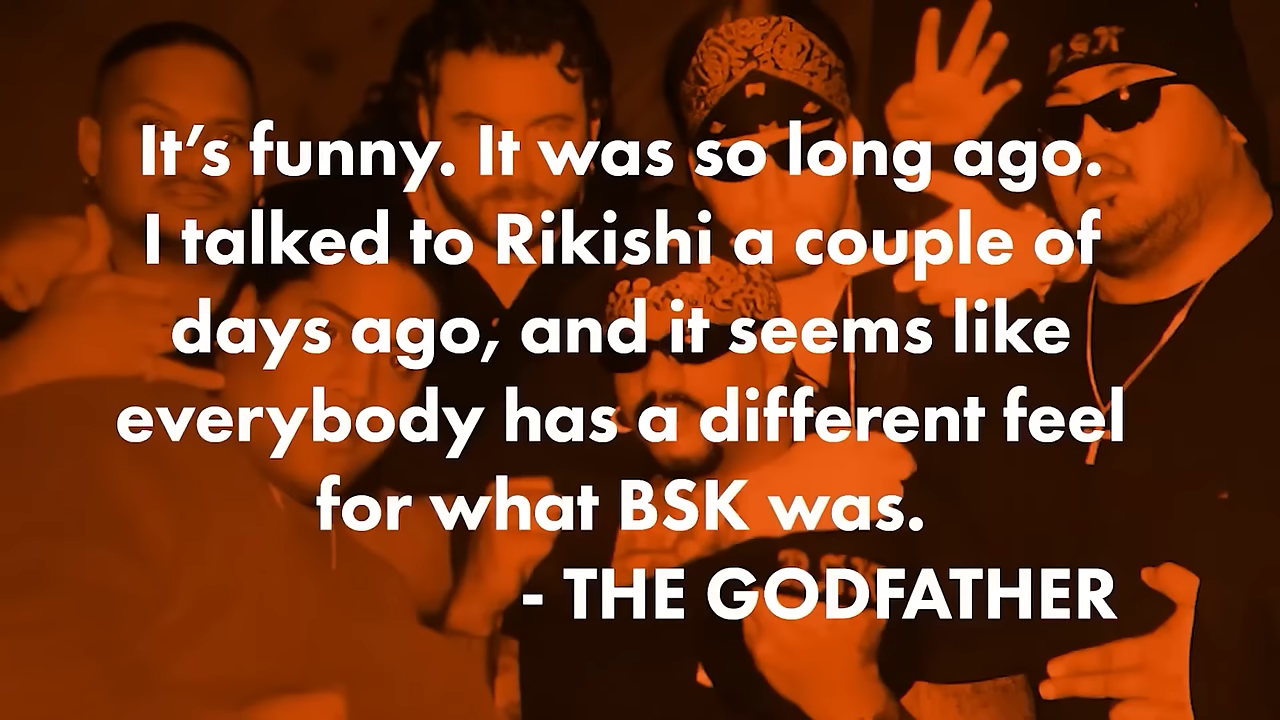 It's funny. It was so long ago.
I talked to Rikishi a couple of
days ago, and it seems like
everybody has a different feel
for what BSK was.
- THE GODFATHER
BSK